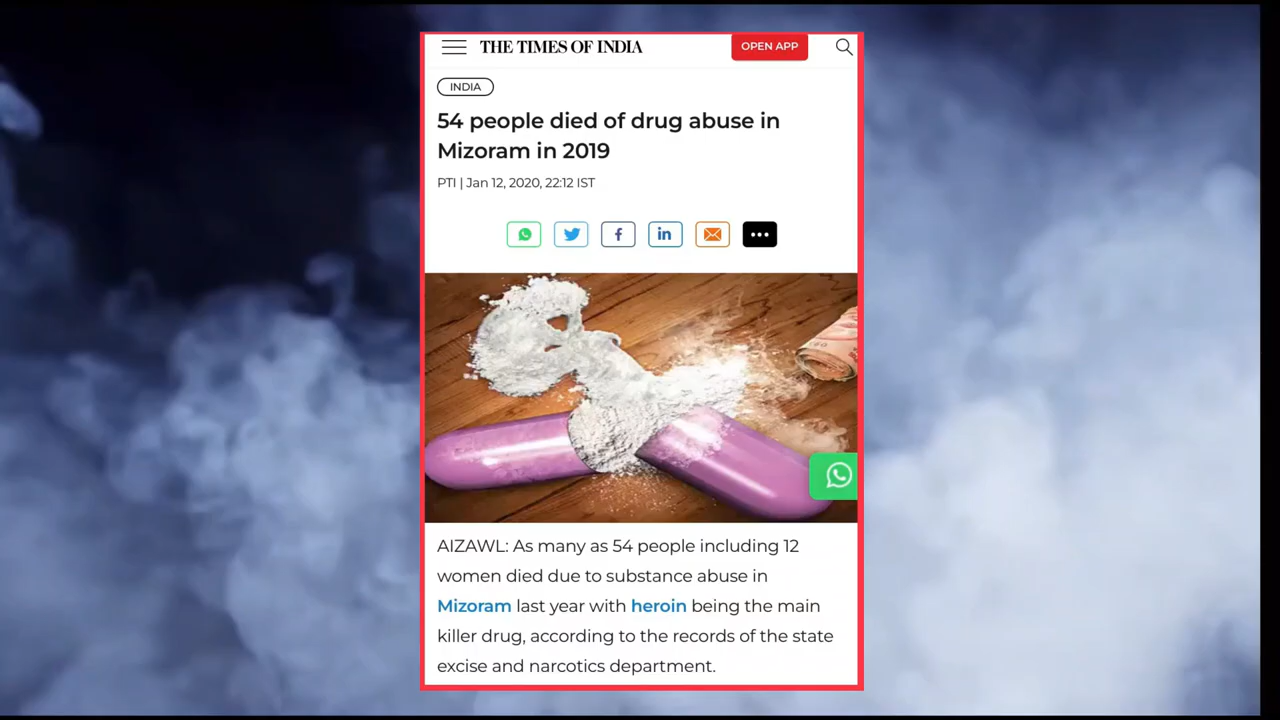 THE TIMES OF INDIA
OPEN APP
INDIA
54 people died of drug abuse in
Mizoram in 2019
PTI | Jan 12, 2020, 22:12 IST
AIZAWL: As many as 54 people including 12
women died due to substance abuse in
Mizoram last year with heroin being the main
killer drug, according to the records of the state
excise and narcotics department.